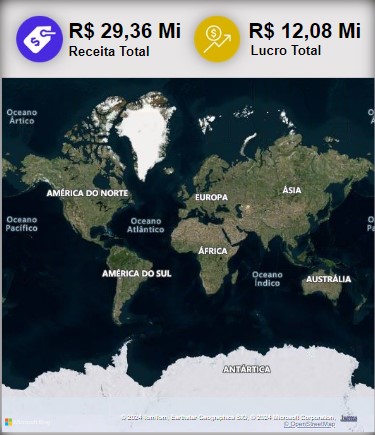 R$ 29,36 Mi
Receita Total
R$ 12,08 Mi
Lucro Total
Oceano
Ártico
Oceano
Ártico
AMÉRICA DO NORTE
EUROPA
ÁSIA
Oceano
Pacífico
Oceano
Atlântico
Oceano
Pacífico
ÁFRICA
AMÉRICA DO SUL
Oceano
Índico
AUSTRÁLIA
ANTÁRTICA
© 2024 TomTom, Earthstar Geographics SIO, © 2024 Microsoft Corporation,
© OpenStreetMap
Microsoft Bing